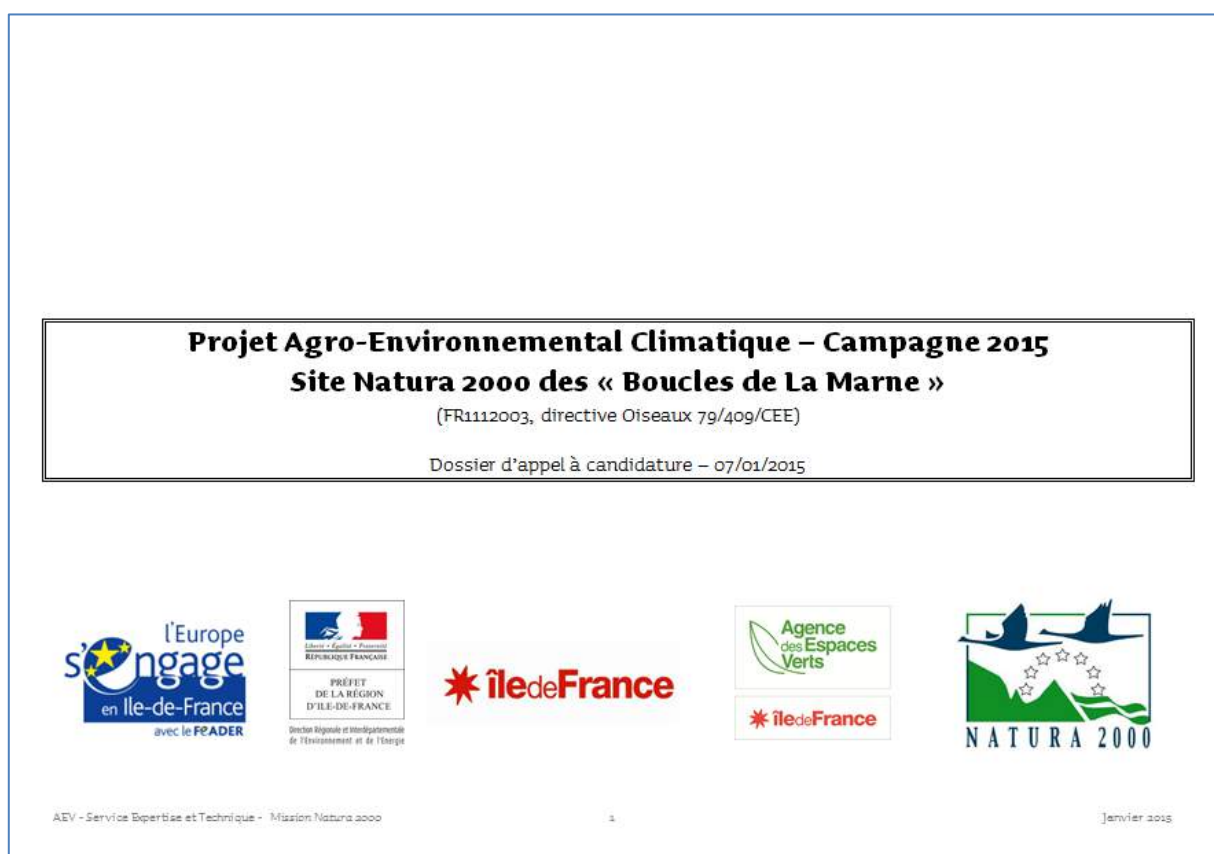 Projet Agro-Environnemental Climatique – Campagne 2015
Site Natura 2000 des « Boucles de La Marne »
(FR1112003, directive Oiseaux 79/409/CEE)
Dossier d'appel à candidature – 07/01/2015
l'Europe
s'engage
en Ile-de-France
avec le FEADER
Liberté • Égalité • Fraternité
RÉPUBLIQUE FRANÇAISE
PRÉFET
DE LA RÉGION
D'ILE-DE-FRANCE
Direction Régionale et Interdépartementale
de l'Environnement et de l'Energie
îledeFrance
Agence
des Espaces
Verts
îledeFrance
NATURA 2000
AEV - Service Expertise et Technique - Mission Natura 2000
1
Janvier 2015